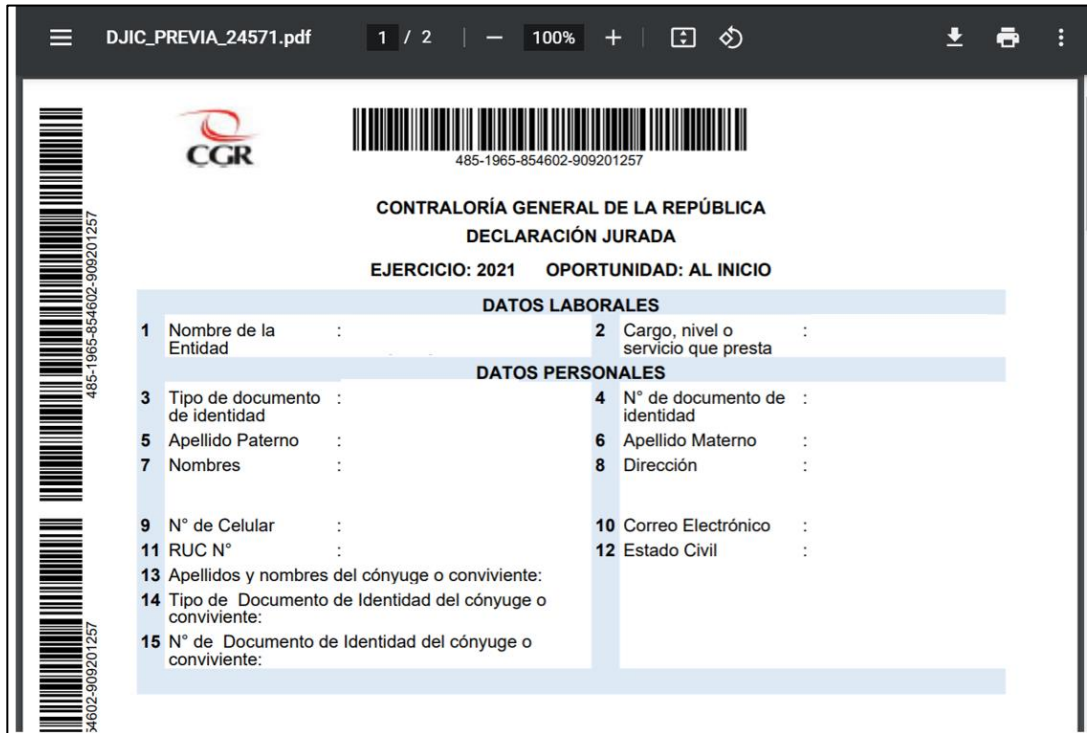 DJIC_PREVIA_24571.pdf 1 / 2 | — 100% + |
CGR
485-1965-854602-909201257
485-1965-854602-909201257
CONTRALORÍA GENERAL DE LA REPÚBLICA
DECLARACIÓN JURADA
EJERCICIO: 2021 OPORTUNIDAD: AL INICIO
DATOS LABORALES
1 Nombre de la Entidad : 2 Cargo, nivel o servicio que presta :
DATOS PERSONALES
3 Tipo de documento de identidad : 4 N° de documento de identidad :
5 Apellido Paterno : 6 Apellido Materno :
7 Nombres : 8 Dirección :
9 N° de Celular : 10 Correo Electrónico :
11 RUC N° : 12 Estado Civil :
13 Apellidos y nombres del cónyuge o conviviente:
14 Tipo de Documento de Identidad del cónyuge o
conviviente:
15 N° de Documento de Identidad del cónyuge o
conviviente:
54602-909201257